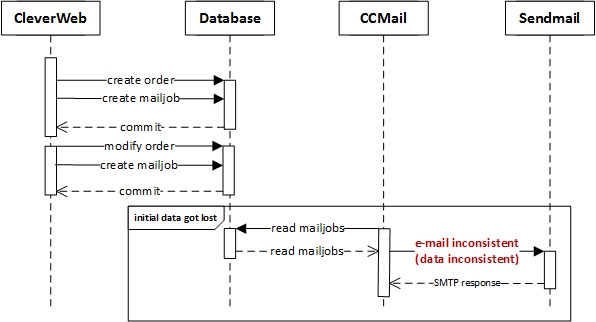 CleverWeb
Database
CCMail
Sendmail
create order
create mailjob
commit
modify order
create mailjob
commit
initial data got lost
read mailjobs
read mailjobs
e-mail inconsistent
(data inconsistent)
SMTP response